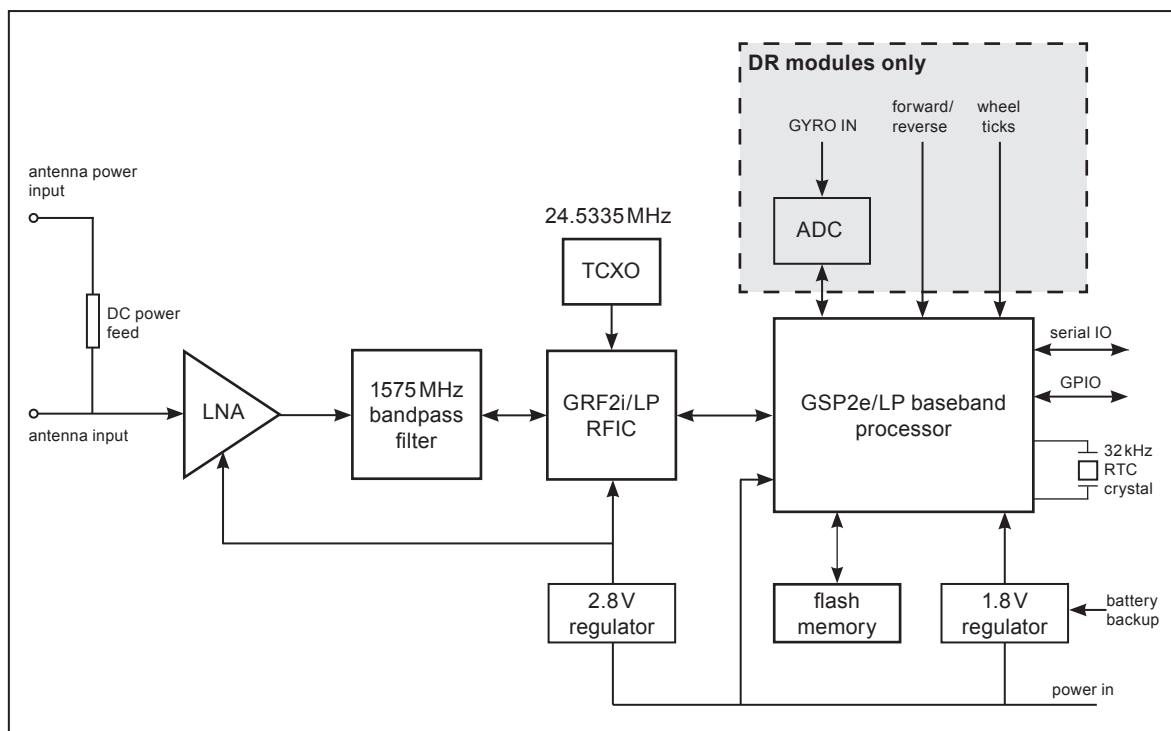 DR modules only
GYRO IN
forward/
reverse
wheel
ticks
antenna power
input
24.5335 MHz
TCXO
ADC
DC power
feed
LNA
1575 MHz
bandpass
filter
GRF2i/LP
RFIC
GSP2e/LP baseband
processor
serial IO
GPIO
antenna input
32 kHz
RTC
crystal
2.8 V
regulator
flash
memory
1.8 V
regulator
battery
backup
power in